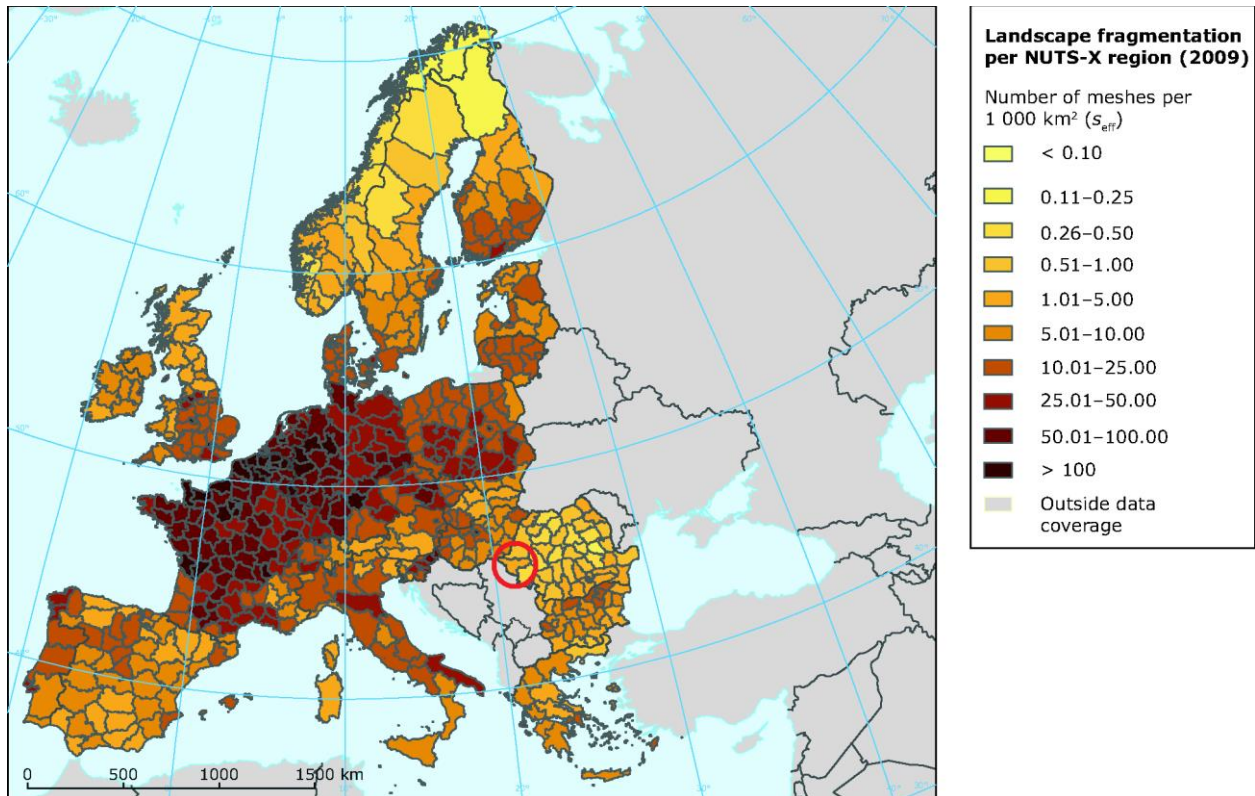 Landscape fragmentation
per NUTS-X region (2009)
Number of meshes per
1 000 km² (seff)
< 0.10
0.11–0.25
0.26–0.50
0.51–1.00
1.01–5.00
5.01–10.00
10.01–25.00
25.01–50.00
50.01–100.00
> 100
Outside data
coverage
0 500 1000 1500 km